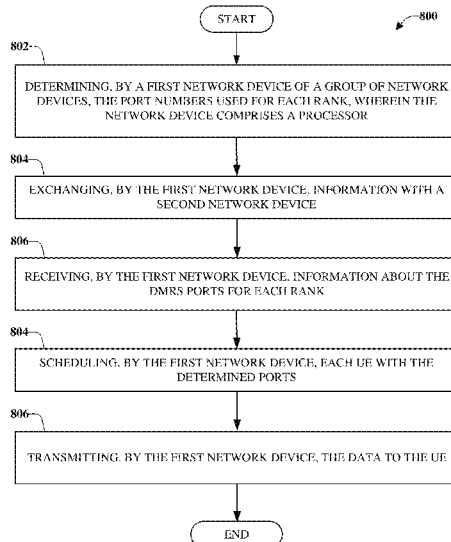 START
800
802
DETERMINING, BY A FIRST NETWORK DEVICE OF A GROUP OF NETWORK
DEVICES, THE PORT NUMBERS USED FOR EACH RANK, WHEREIN THE
NETWORK DEVICE COMPRISES A PROCESSOR
804
EXCHANGING, BY THE FIRST NETWORK DEVICE, INFORMATION WITH A
SECOND NETWORK DEVICE
806
RECEIVING, BY THE FIRST NETWORK DEVICE, INFORMATION ABOUT THE
DMRS PORTS FOR EACH RANK
804
SCHEDULING, BY THE FIRST NETWORK DEVICE, EACH UE WITH THE
DETERMINED PORTS
806
TRANSMITTING, BY THE FIRST NETWORK DEVICE, THE DATA TO THE UE
END